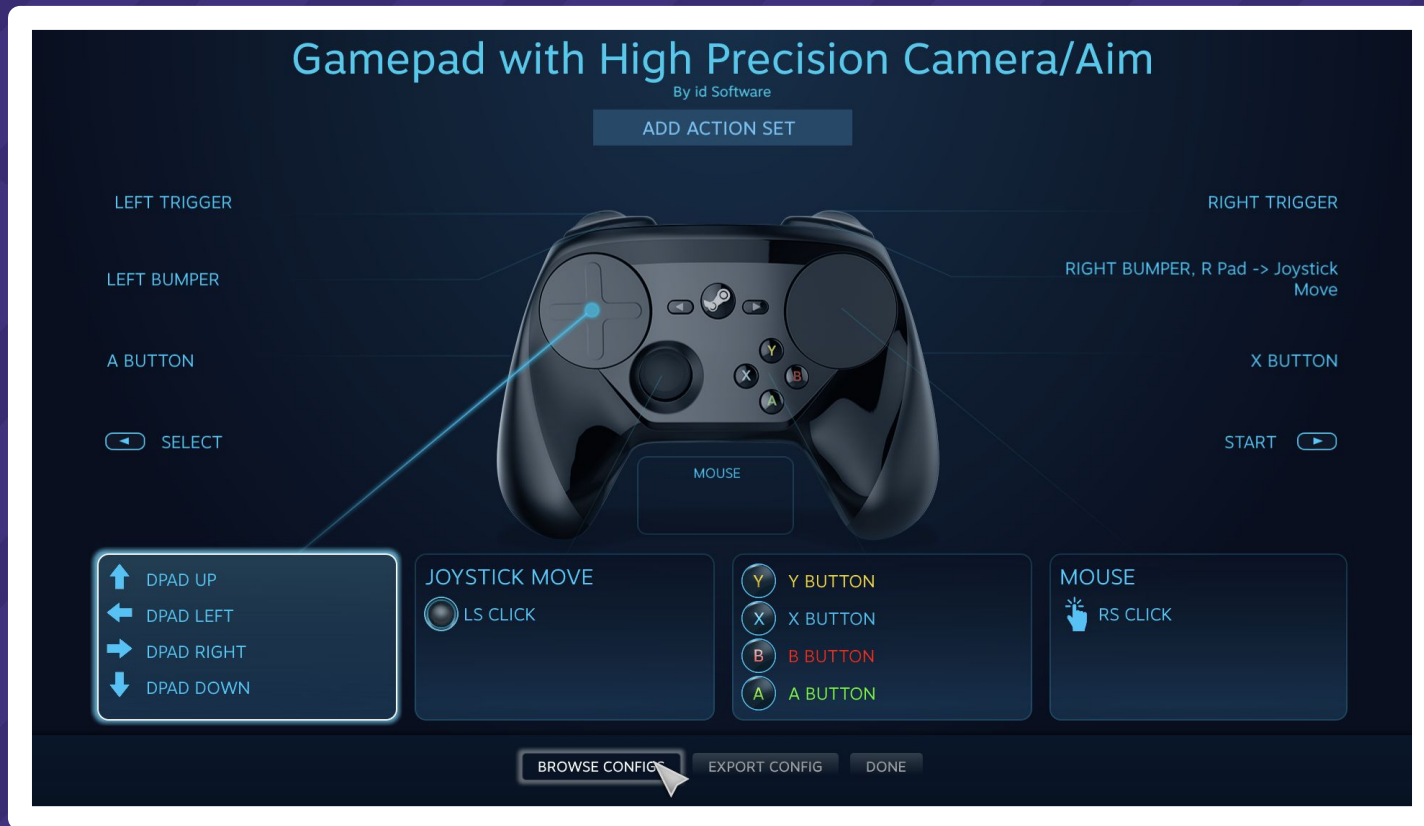 Gamepad with High Precision Camera/Aim
By id Software
ADD ACTION SET
LEFT TRIGGER
RIGHT TRIGGER
LEFT BUMPER
RIGHT BUMPER, R Pad -> Joystick
Move
A BUTTON
X BUTTON
SELECT
START
Y
X
B
A
MOUSE
DPAD UP
DPAD LEFT
DPAD RIGHT
DPAD DOWN
JOYSTICK MOVE
LS CLICK
Y Y BUTTON
X X BUTTON
B B BUTTON
A A BUTTON
MOUSE
RS CLICK
BROWSE CONFIGS
EXPORT CONFIG
DONE